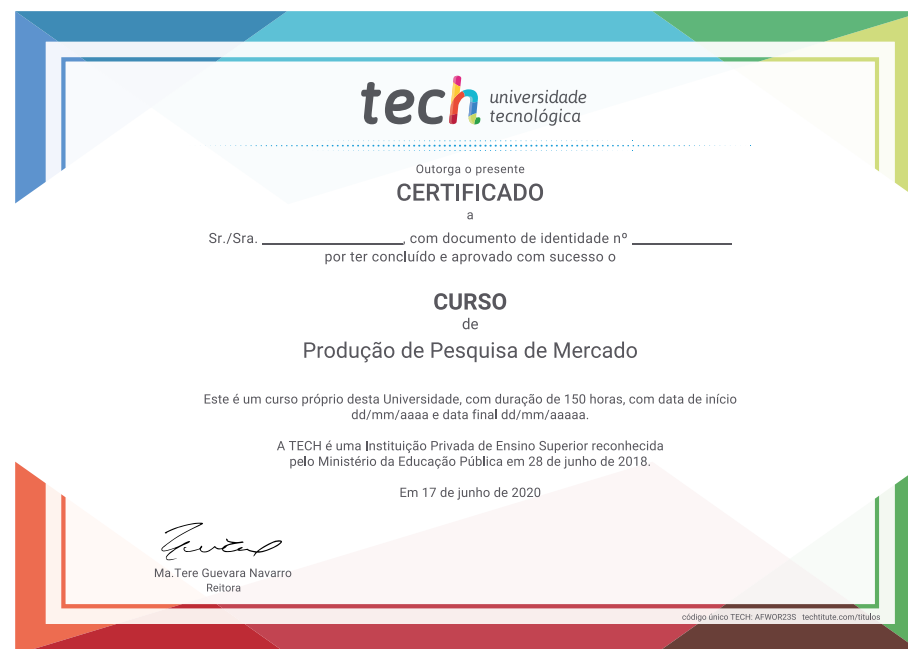 tech universidade
tecnológica
Outorga o presente
CERTIFICADO
a
Sr./Sra. ________________, com documento de identidade nº ____________
por ter concluído e aprovado com sucesso o
CURSO
de
Produção de Pesquisa de Mercado
Este é um curso próprio desta Universidade, com duração de 150 horas, com data de início
dd/mm/aaaa e data final dd/mm/aaaaa.
A TECH é uma Instituição Privada de Ensino Superior reconhecida
pelo Ministério da Educação Pública em 28 de junho de 2018.
Em 17 de junho de 2020
Ma.Tere Guevara Navarro
Reitora
código único TECH: AFWOR23S techtitute.com/titulos